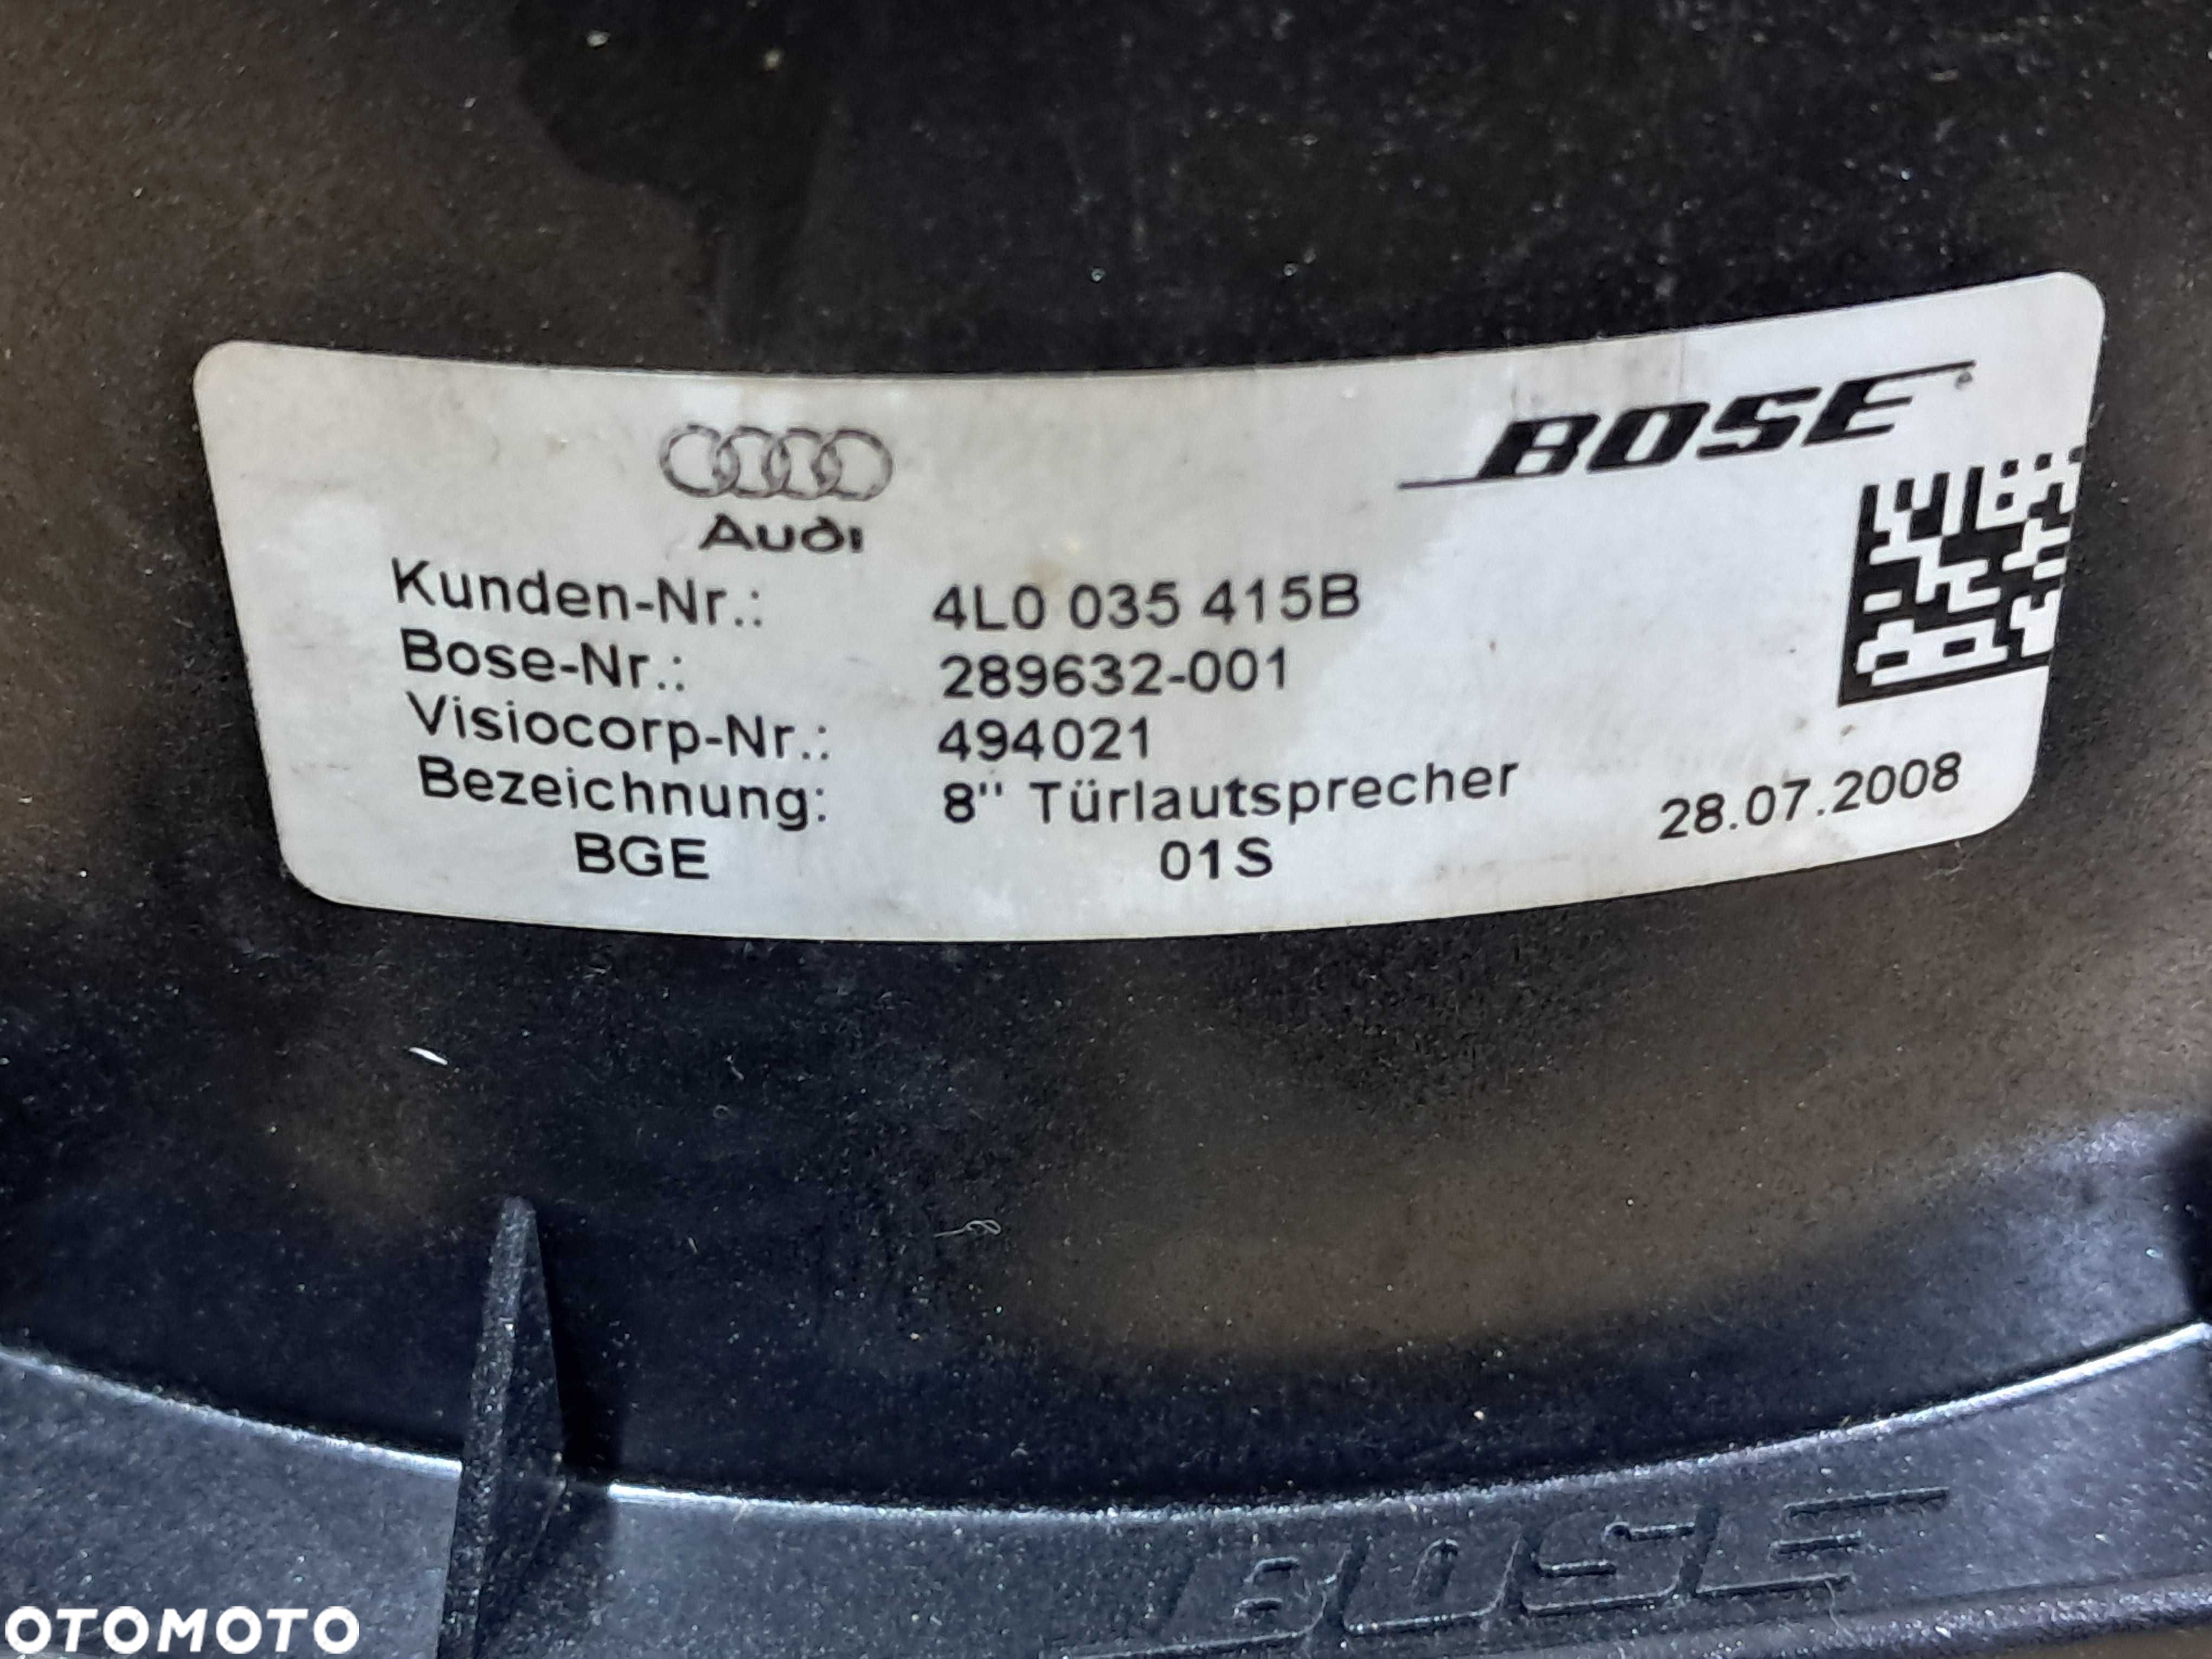 BOSE
Audi
Kunden-Nr.: 4L0 035 415B
Bose-Nr.: 289632-001
Visiocorp-Nr.: 494021
Bezeichnung: 8" Türlautsprecher
BGE 01S 28.07.2008
BOSE
OTOMOTO